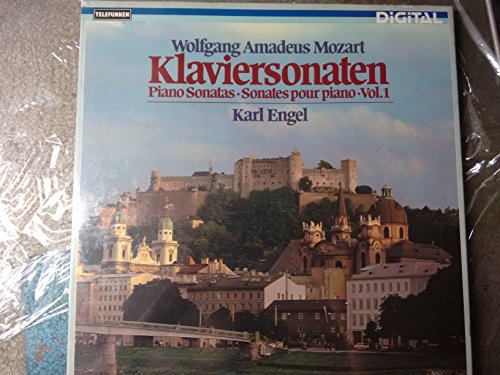 TELEFUNKEN
DIGITAL
Wolfgang Amadeus Mozart
Klaviersonaten
Piano Sonatas · Sonates pour piano · Vol.1
Karl Engel